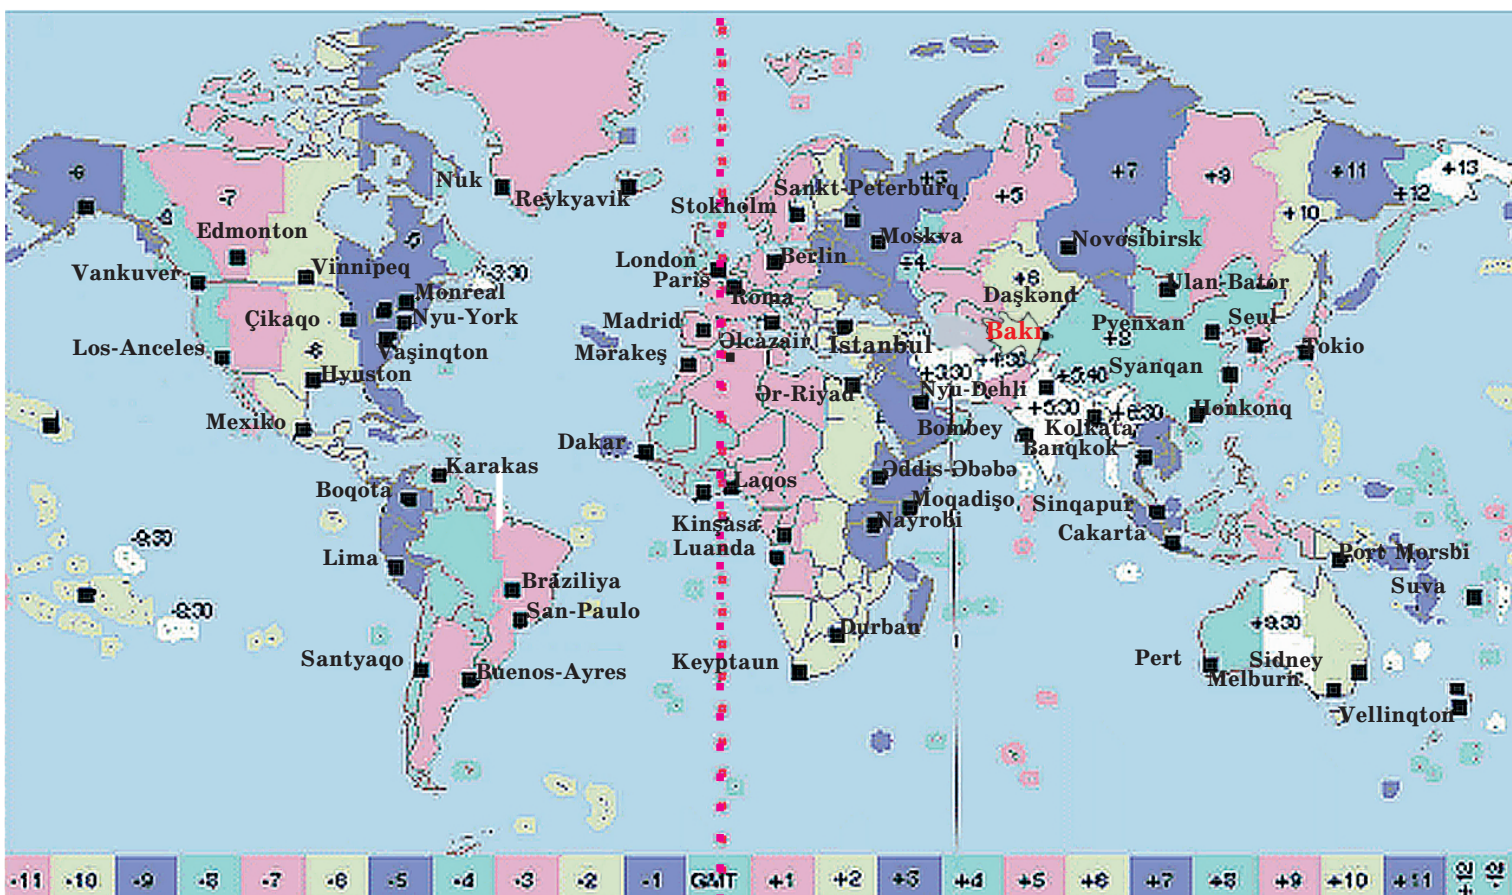 -7
-5
-3:30
Nuk
Reykyavik
Edmonton
Vankuver
Vinnipeq
Monreal
Nyu-York
Çikaqo
Los-Anceles
Vaşinqton
-6
Hyuston
Mexiko
Karakas
Boqota
Lima
Braziliya
San-Paulo
Santyaqo
Buenos-Ayres
-9:30
Sankt-Peterburq
Stokholm
Moskva
London
Berlin
Paris
Roma
Madrid
Əlcəzair
İstanbul
Mərakeş
Ər-Riyad
Dakar
Laqos
Əddis-Əbəbə
Moqadişo
Nayrobi
Kinşasa
Luanda
Durban
Keyptaun
+3
+4
+5
+7
+9
+10
+11
+12
+13
Novosibirsk
+6
Daşkənd
Ulan-Bator
Bakı
Pyenxan
+8
Seul
Tokio
Syanqan
+3:30
+4:30
+5:40
Nyu-Dehli
+5:30
+6:30
Honkonq
Bombey
Kolkata
Banqkok
Sinqapur
Cakarta
Port Morsbi
Suva
+9:30
Pert
Sidney
Melburn
Vellinqton
-11 -10 -9 -8 -7 -6 -5 -4 -3 -2 -1 GMT +1 +2 +3 +4 +5 +6 +7 +8 +9 +10 +11